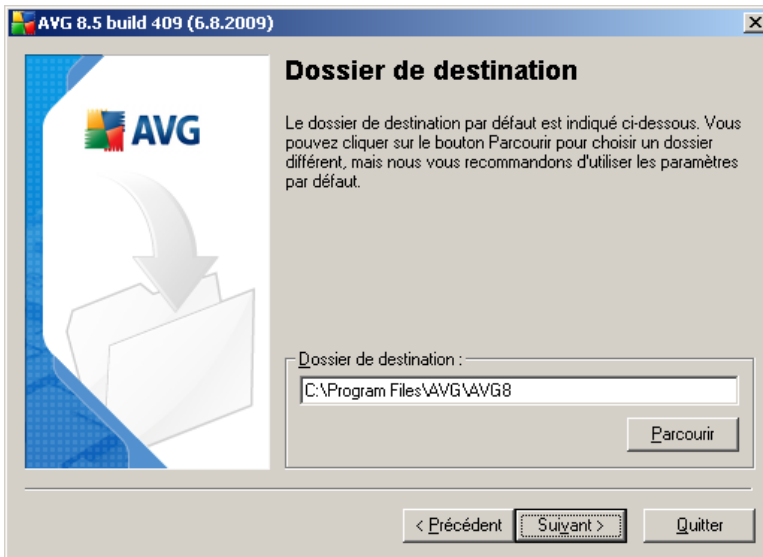 AVG 8.5 build 409 (6.8.2009)
AVG
Dossier de destination
Le dossier de destination par défaut est indiqué ci-dessous. Vous
pouvez cliquer sur le bouton Parcourir pour choisir un dossier
différent, mais nous vous recommandons d'utiliser les paramètres
par défaut.
Dossier de destination :
C:\Program Files\AVG\AVG8
Parcourir
< Précédent
Suivant >
Quitter